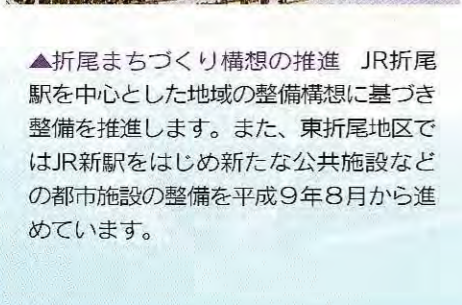 ▲折尾まちづくり構想の推進　JR折尾
駅を中心とした地域の整備構想に基づき
整備を推進します。また、東折尾地区で
はJR新駅をはじめ新たな公共施設など
の都市施設の整備を平成9年8月から進
めています。